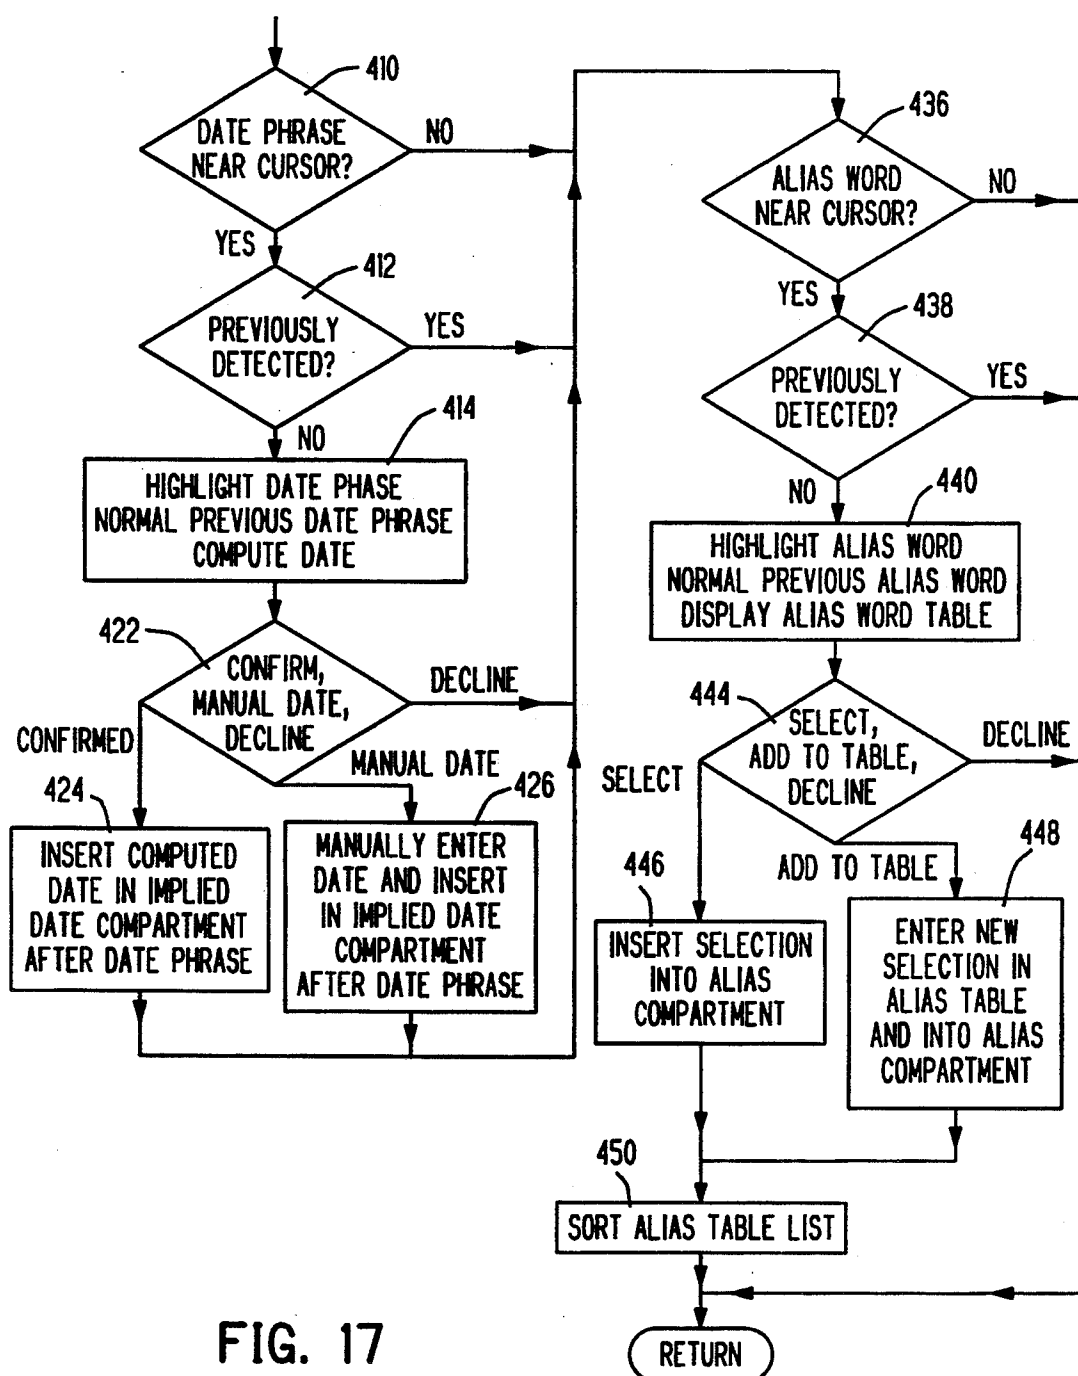 410
DATE PHRASE
NEAR CURSOR?
NO
YES
412
PREVIOUSLY
DETECTED?
YES
NO
414
HIGHLIGHT DATE PHASE
NORMAL PREVIOUS DATE PHRASE
COMPUTE DATE
422
CONFIRM,
MANUAL DATE,
DECLINE
DECLINE
CONFIRMED
MANUAL DATE
424
INSERT COMPUTED
DATE IN IMPLIED
DATE COMPARTMENT
AFTER DATE PHRASE
426
MANUALLY ENTER
DATE AND INSERT
IN IMPLIED DATE
COMPARTMENT
AFTER DATE PHRASE
436
ALIAS WORD
NEAR CURSOR?
NO
YES
438
PREVIOUSLY
DETECTED?
YES
NO
440
HIGHLIGHT ALIAS WORD
NORMAL PREVIOUS ALIAS WORD
DISPLAY ALIAS WORD TABLE
444
SELECT,
ADD TO TABLE,
DECLINE
DECLINE
SELECT
ADD TO TABLE
446
INSERT SELECTION
INTO ALIAS
COMPARTMENT
448
ENTER NEW
SELECTION IN
ALIAS TABLE
AND INTO ALIAS
COMPARTMENT
450
SORT ALIAS TABLE LIST
RETURN
FIG. 17